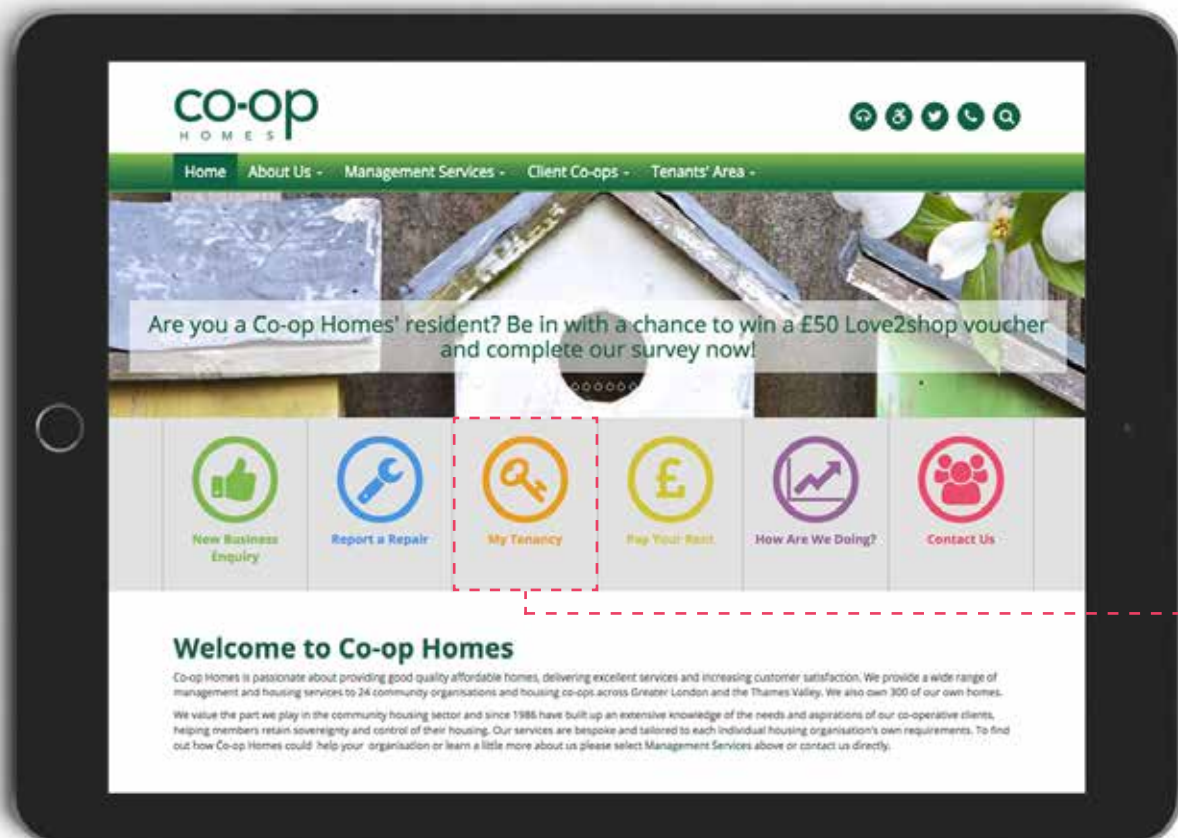 co-op
HOMES
Home About Us Management Services Client Co-ops Tenants' Area
Are you a Co-op Homes' resident? Be in with a chance to win a £50 Love2shop voucher
and complete our survey now!
New Business
Enquiry
Report a Repair
My Tenancy
£
Pay Your Rent
How Are We Doing?
Contact Us
Welcome to Co-op Homes
Co-op Homes is passionate about providing good quality affordable homes, delivering excellent services and increasing customer satisfaction. We provide a wide range of
management and housing services to 24 community organisations and housing co-ops across Greater London and the Thames Valley. We also own 300 of our own homes.
We value the part we play in the community housing sector and since 1986 have built up an extensive knowledge of the needs and aspirations of our co-operative clients,
helping members retain sovereignty and control of their housing. Our services are bespoke and tailored to each individual housing organisation's own requirements. To find
out how Co-op Homes could help your organisation or learn a little more about us please select Management Services above or contact us directly.